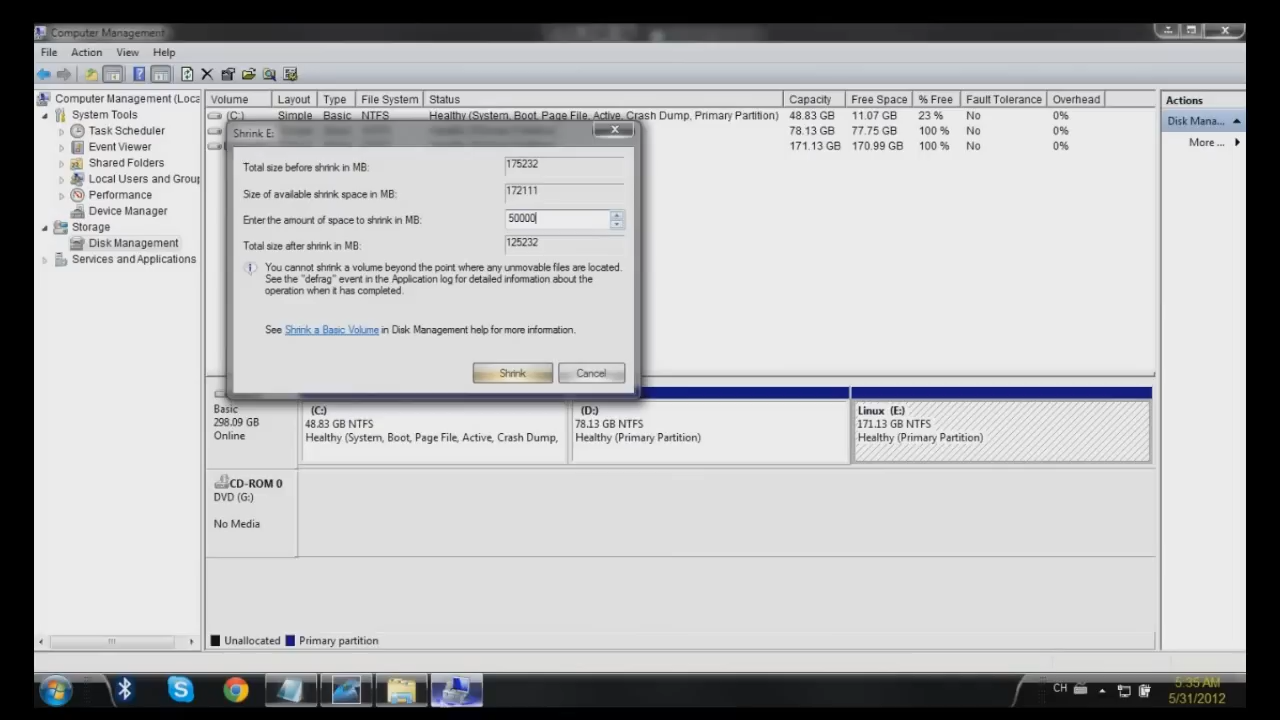 Computer Management
File Action View Help
Computer Management (Loca
System Tools
Task Scheduler
Event Viewer
Shared Folders
Local Users and Group
Performance
Device Manager
Storage
Disk Management
Services and Applications
Volume Layout Type File System Status Capacity Free Space % Free Fault Tolerance Overhead
(C:) Simple Basic NTFS Healthy (System, Boot, Page File, Active, Crash Dump, Primary Partition) 48.83 GB 11.07 GB 23 % No 0%
78.13 GB 77.75 GB 100 % No 0%
171.13 GB 170.99 GB 100 % No 0%
Actions
Disk Mana...
More ...
Shrink E:
Total size before shrink in MB: 175232
Size of available shrink space in MB: 172111
Enter the amount of space to shrink in MB: 50000
Total size after shrink in MB: 125232
You cannot shrink a volume beyond the point where any unmovable files are located.
See the "defrag" event in the Application log for detailed information about the
operation when it has completed.
See Shrink a Basic Volume in Disk Management help for more information.
Shrink Cancel
Basic
298.09 GB
Online
(C:)
48.83 GB NTFS
Healthy (System, Boot, Page File, Active, Crash Dump,
(D:)
78.13 GB NTFS
Healthy (Primary Partition)
Linux (E:)
171.13 GB NTFS
Healthy (Primary Partition)
CD-ROM 0
DVD (G:)
No Media
Unallocated Primary partition
CH
5:35 AM
5/31/2012